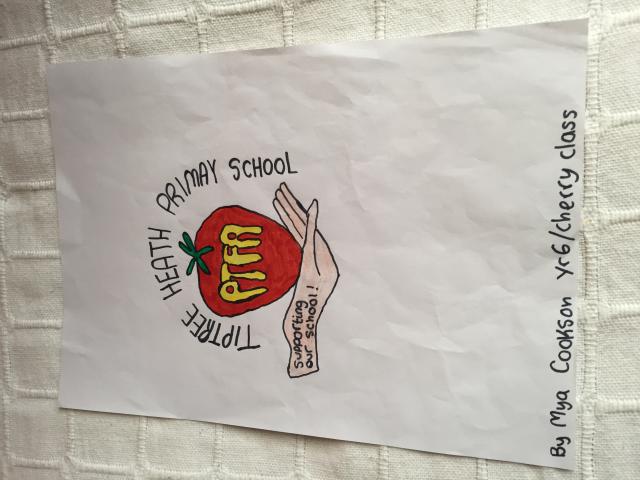 TIPTREE HEATH PRIMAY SCHOOL
PTFA
Supporting
our school!
By Mya Cookson Yr6/cherry class